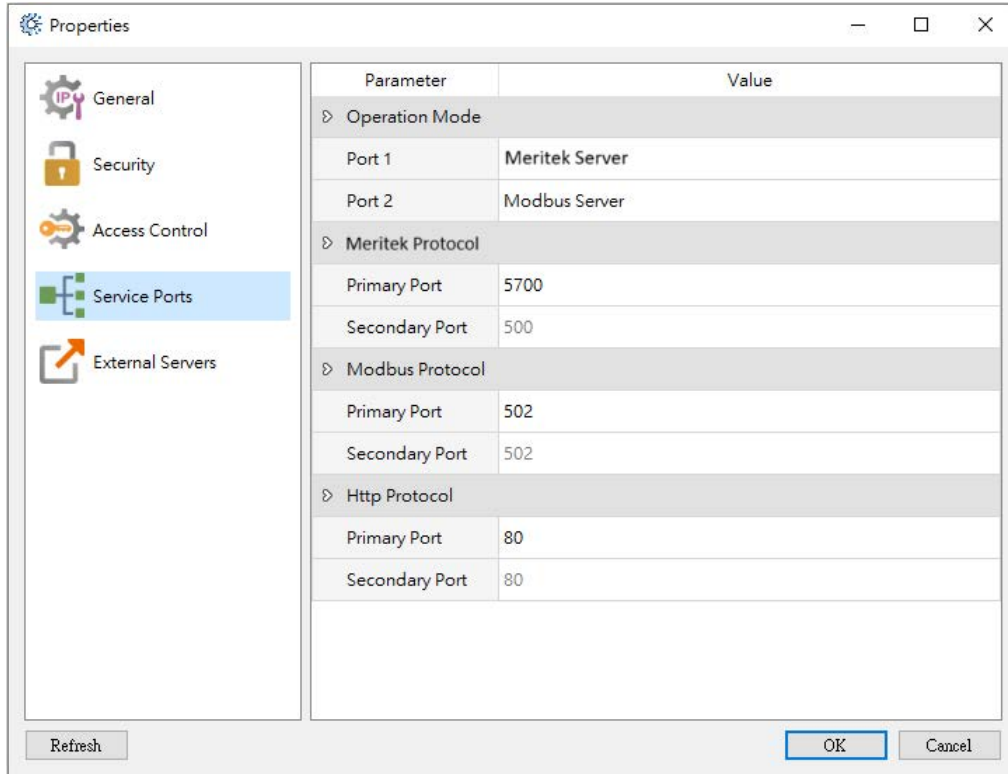 Properties
General
Security
Access Control
Service Ports
External Servers
Parameter Value
Operation Mode
Port 1 Meritek Server
Port 2 Modbus Server
Meritek Protocol
Primary Port 5700
Secondary Port 500
Modbus Protocol
Primary Port 502
Secondary Port 502
Http Protocol
Primary Port 80
Secondary Port 80
Refresh OK Cancel